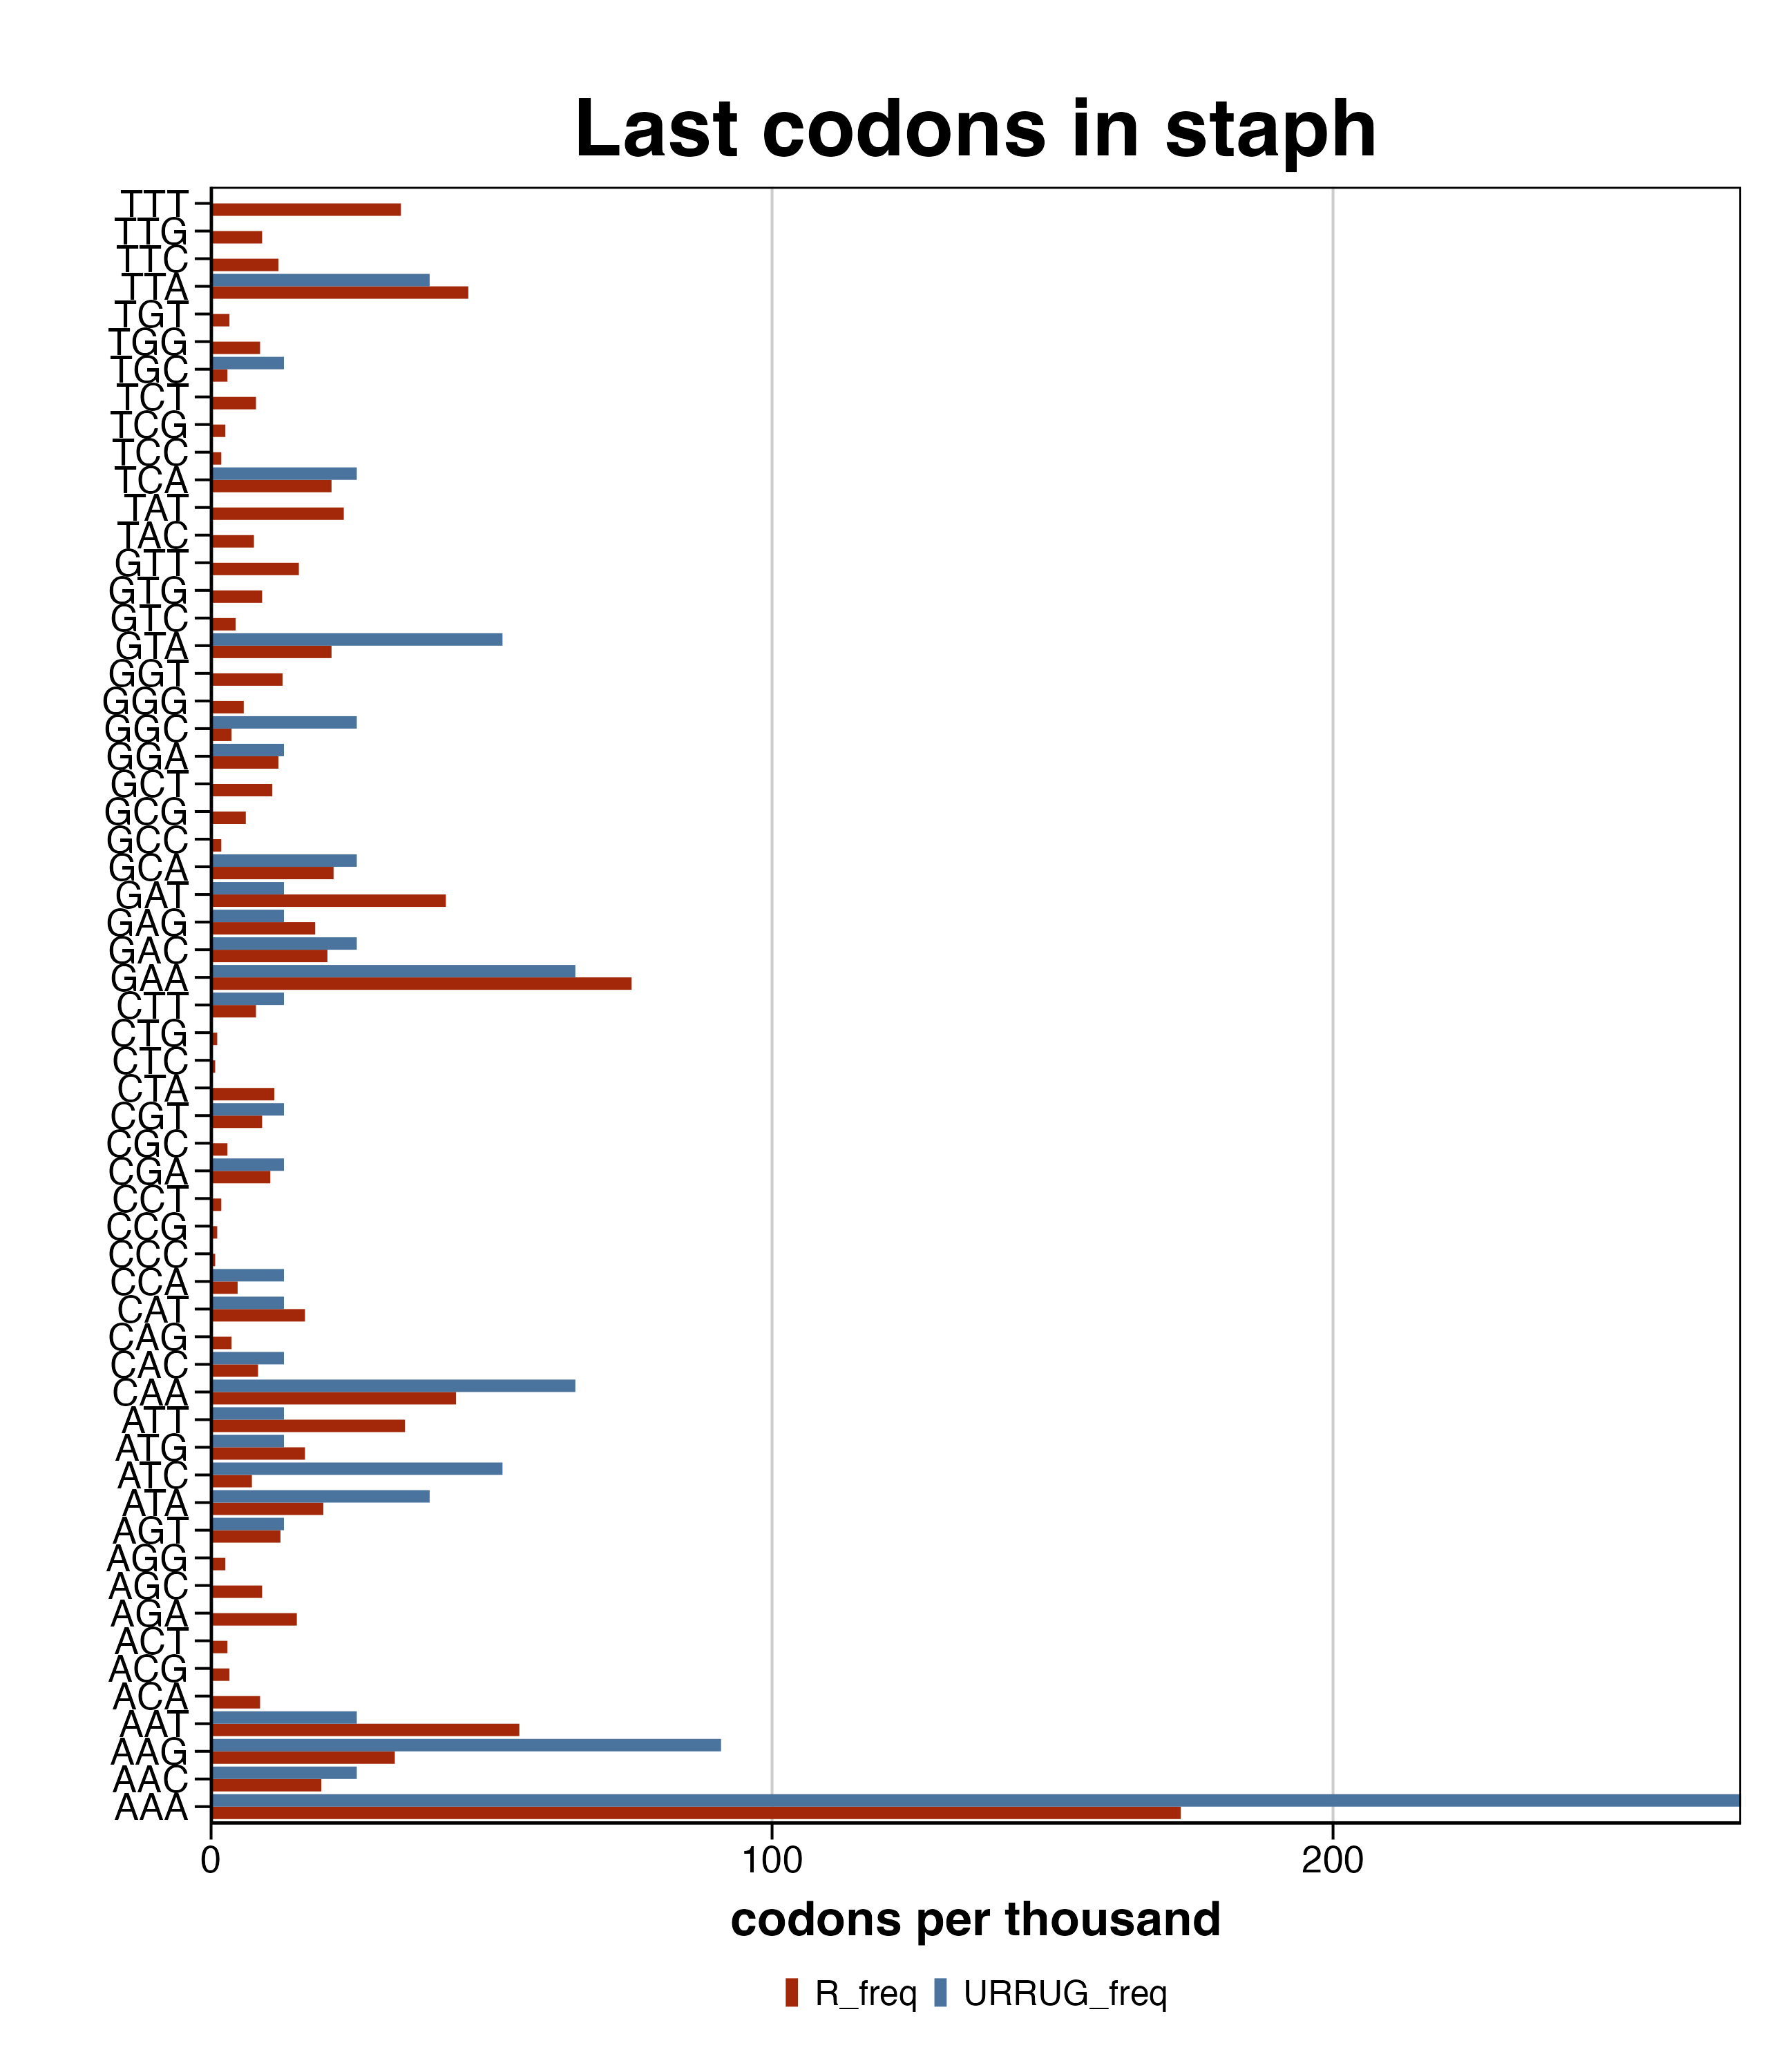 Last codons in staph
TTT
TTG
TTC
TTA
TGT
TGG
TGC
TCT
TCG
TCC
TCA
TAT
TAC
GTT
GTG
GTC
GTA
GGT
GGG
GGC
GGA
GCT
GCG
GCC
GCA
GAT
GAG
GAC
GAA
CTT
CTG
CTC
CTA
CGT
CGC
CGA
CCT
CCG
CCC
CCA
CAT
CAG
CAC
CAA
ATT
ATG
ATC
ATA
AGT
AGG
AGC
AGA
ACT
ACG
ACA
AAT
AAG
AAC
AAA
0 100 200
codons per thousand
R_freq URRUG_freq